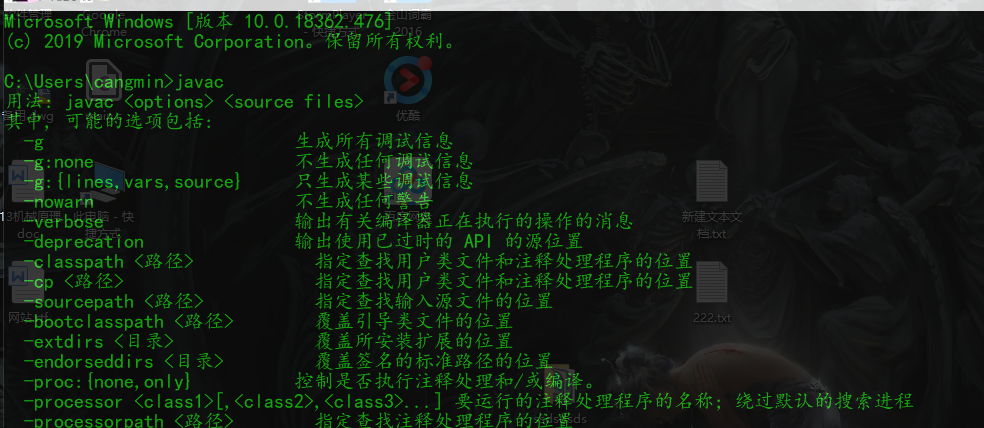 Microsoft Windows [版本 10.0.18362.476]
(c) 2019 Microsoft Corporation。保留所有权利。
C:\Users\cangmin>javac
用法: javac <options> <source files>
其中, 可能的选项包括:
-g 生成所有调试信息
-g:none 不生成任何调试信息
-g:{lines,vars,source} 只生成某些调试信息
-nowarn 不生成任何警告
-verbose 输出有关编译器正在执行的操作的消息
-deprecation 输出使用已过时的 API 的源位置
-classpath <路径> 指定查找用户类文件和注释处理程序的位置
-cp <路径> 指定查找用户类文件和注释处理程序的位置
-sourcepath <路径> 指定查找输入源文件的位置
-bootclasspath <路径> 覆盖引导类文件的位置
-extdirs <目录> 覆盖所安装扩展的位置
-endorseddirs <目录> 覆盖签名的标准路径的位置
-proc:{none,only} 控制是否执行注释处理和/或编译。
-processor <class1>[,<class2>,<class3>...] 要运行的注释处理程序的名称; 绕过默认的搜索进程
-processorpath <路径> 指定查找注释处理程序的位置
Chrome
金山词霸
2016
优酷
此电脑 - 快
捷方式
新建文本文
档.txt
222.txt